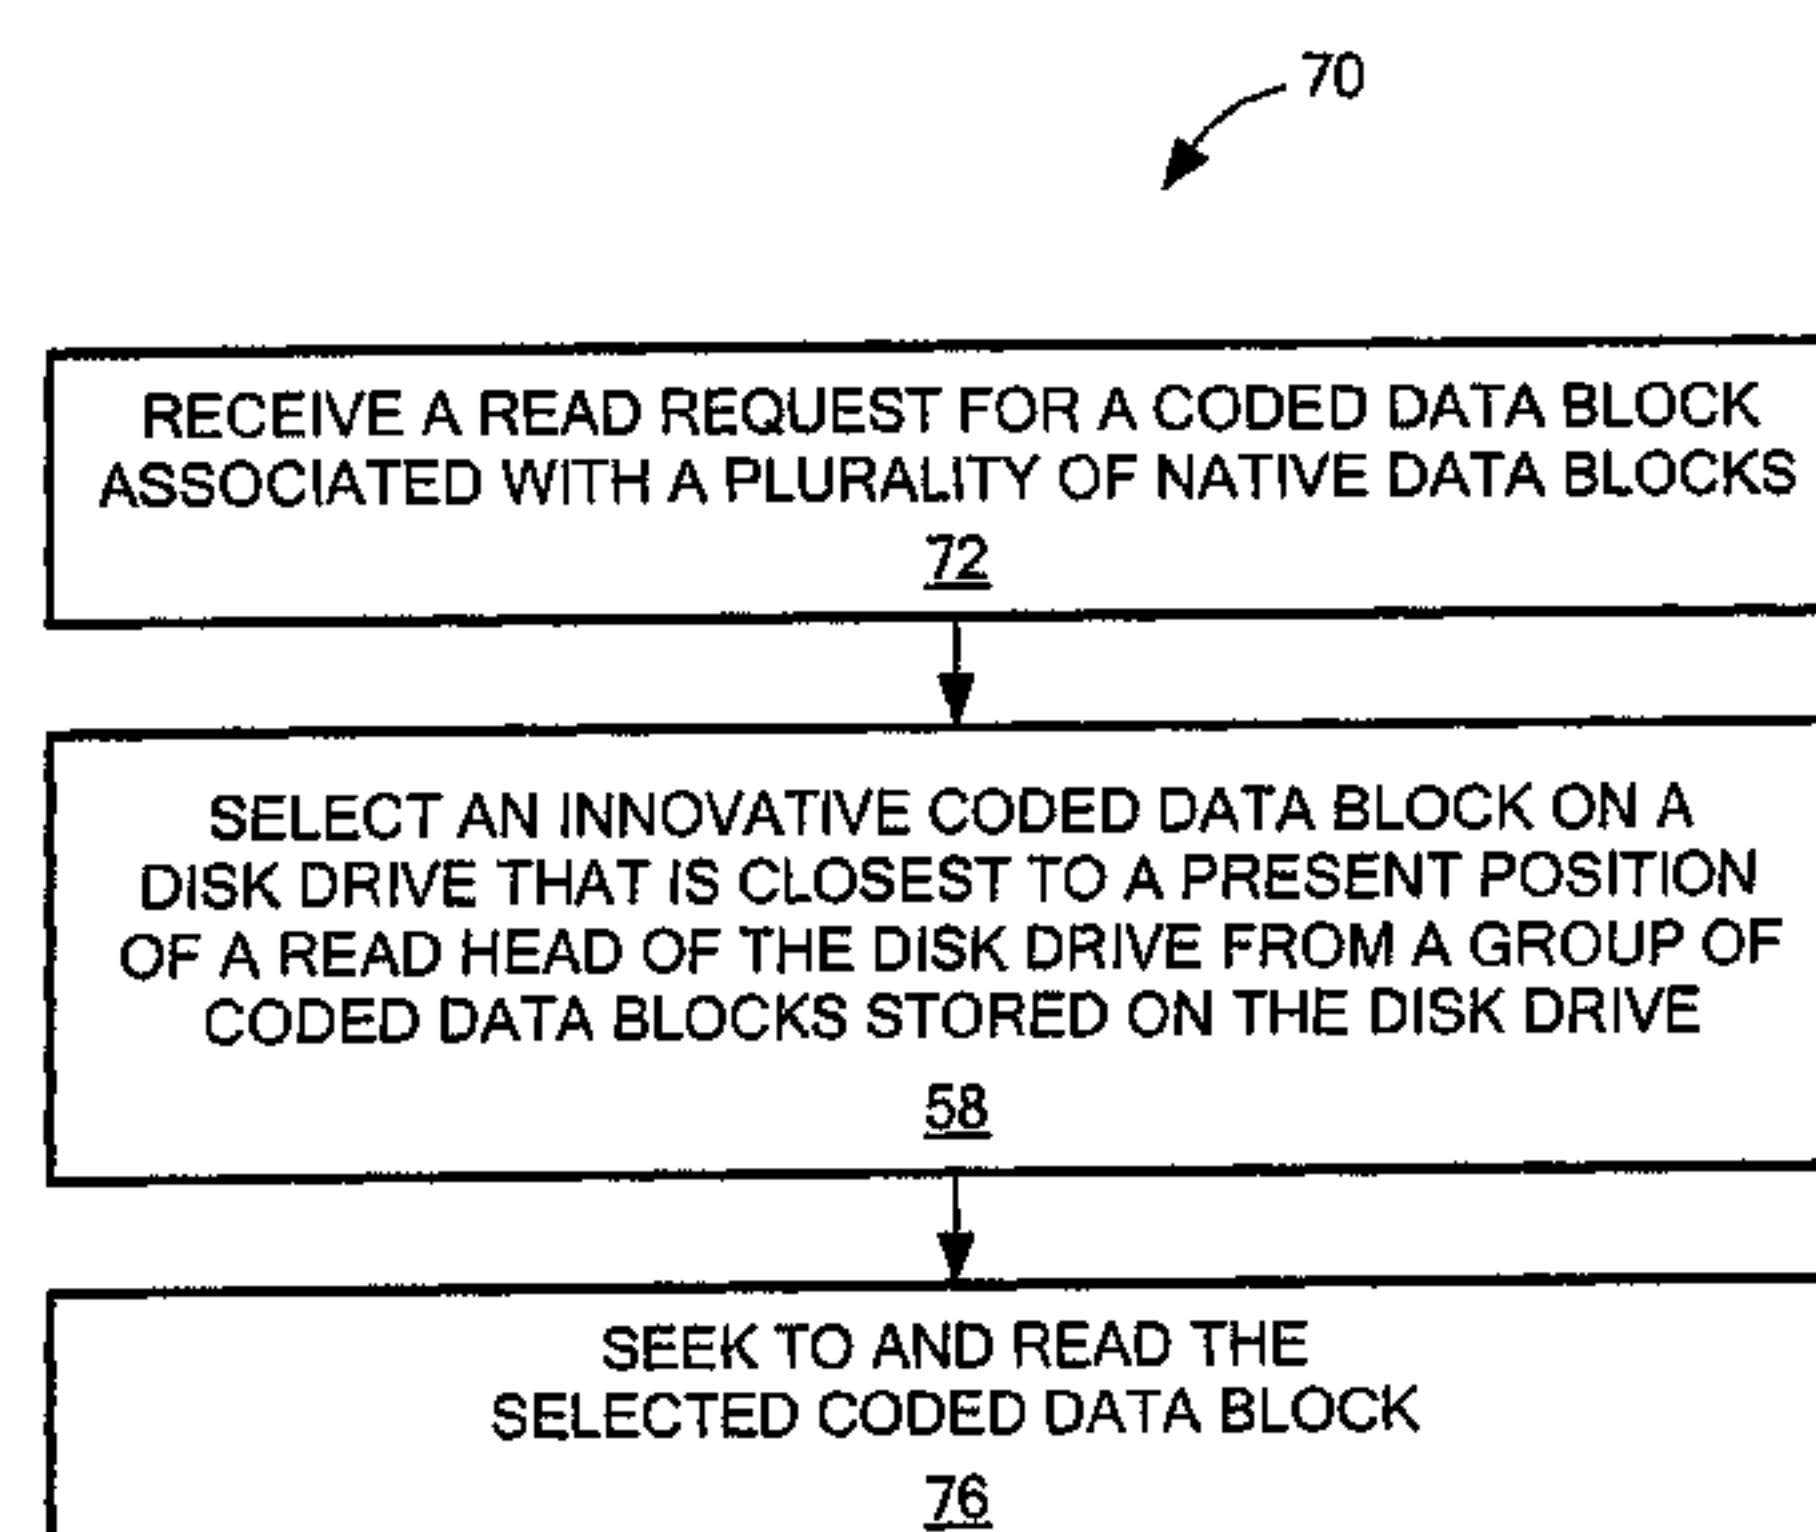 70
RECEIVE A READ REQUEST FOR A CODED DATA BLOCK
ASSOCIATED WITH A PLURALITY OF NATIVE DATA BLOCKS
72
SELECT AN INNOVATIVE CODED DATA BLOCK ON A
DISK DRIVE THAT IS CLOSEST TO A PRESENT POSITION
OF A READ HEAD OF THE DISK DRIVE FROM A GROUP OF
CODED DATA BLOCKS STORED ON THE DISK DRIVE
58
SEEK TO AND READ THE
SELECTED CODED DATA BLOCK
76